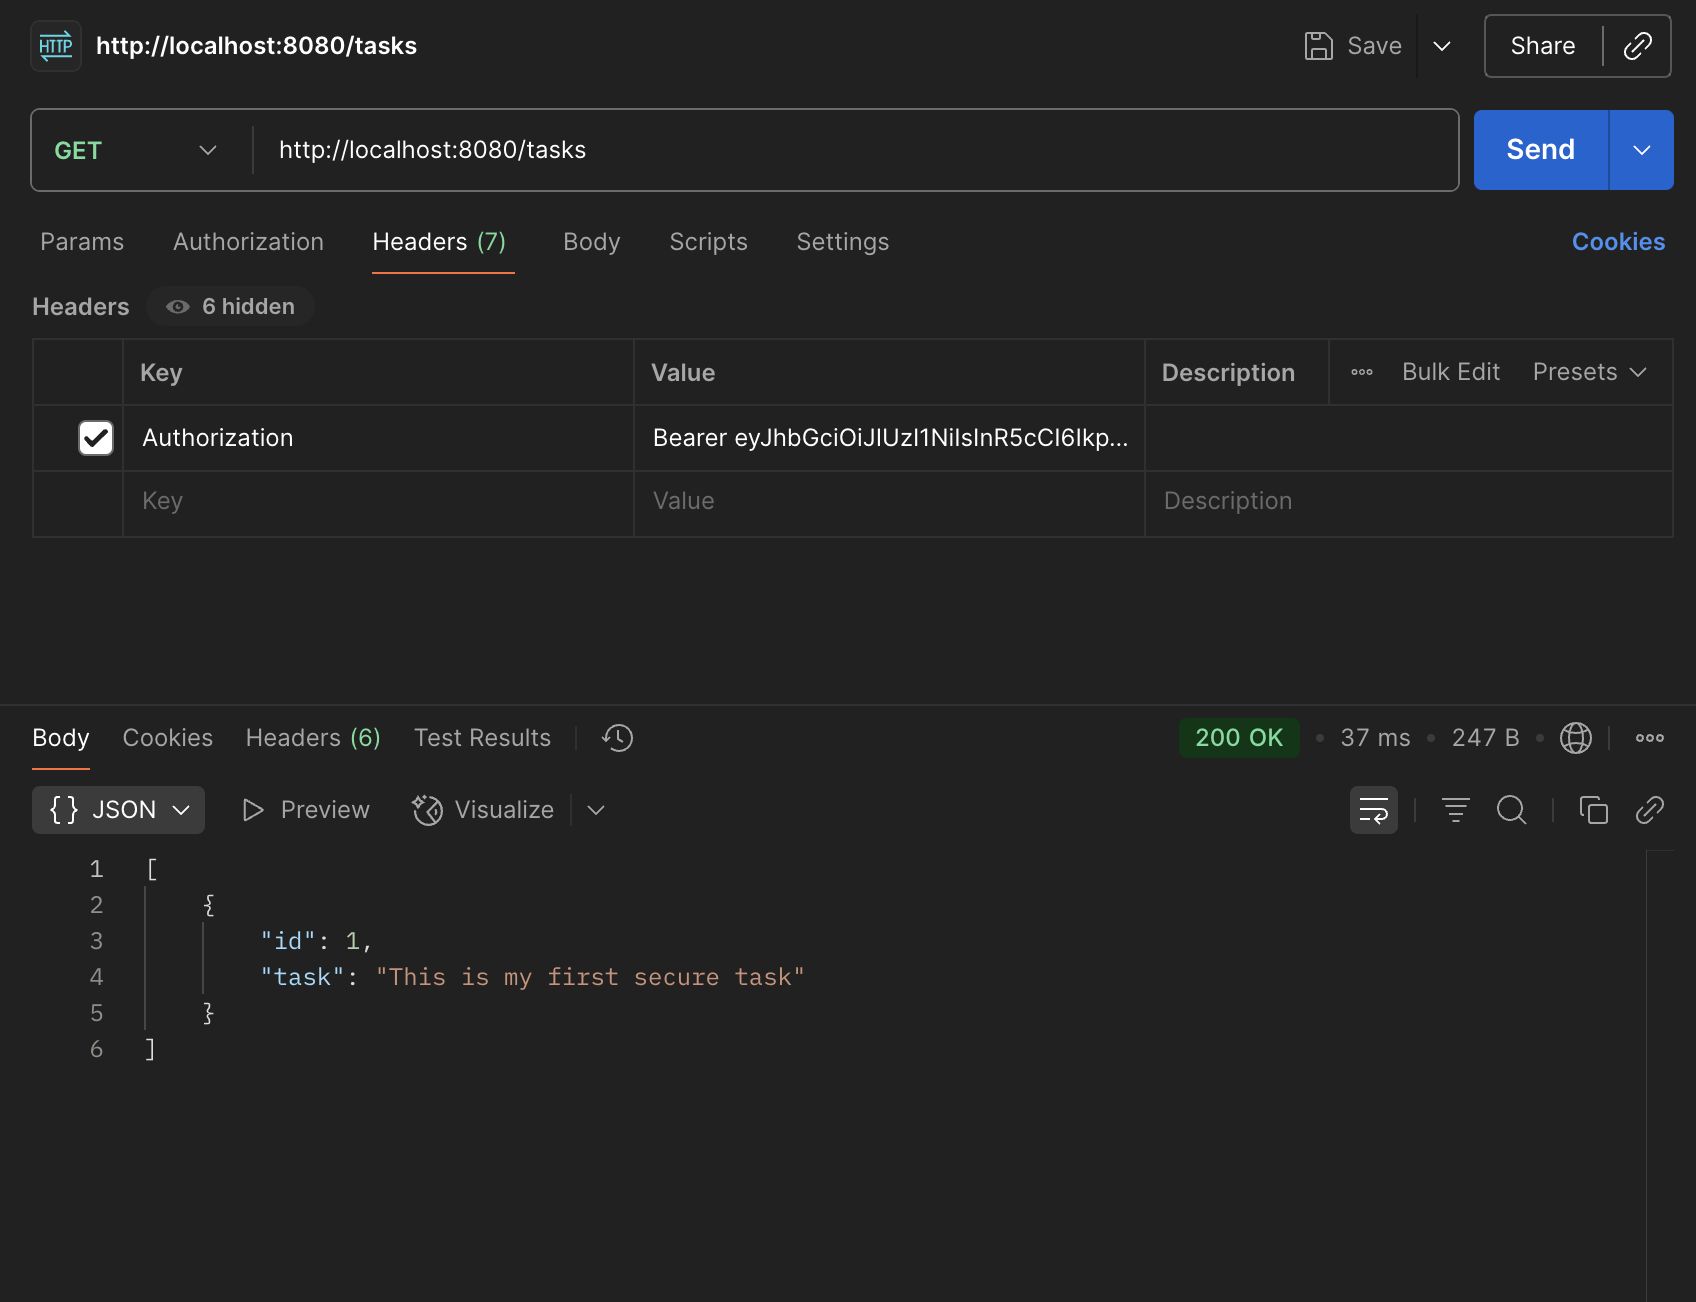 HTTP http://localhost:8080/tasks Save Share
GET http://localhost:8080/tasks Send
Params Authorization Headers (7) Body Scripts Settings Cookies
Headers 6 hidden
Key Value Description Bulk Edit Presets
Authorization Bearer eyJhbGciOiJIUzI1NiIsInR5cCI6Ikp...
Key Value Description
Body Cookies Headers (6) Test Results 200 OK • 37 ms • 247 B •
{} JSON Preview Visualize
1 [
2 {
3 "id": 1,
4 "task": "This is my first secure task"
5 }
6 ]